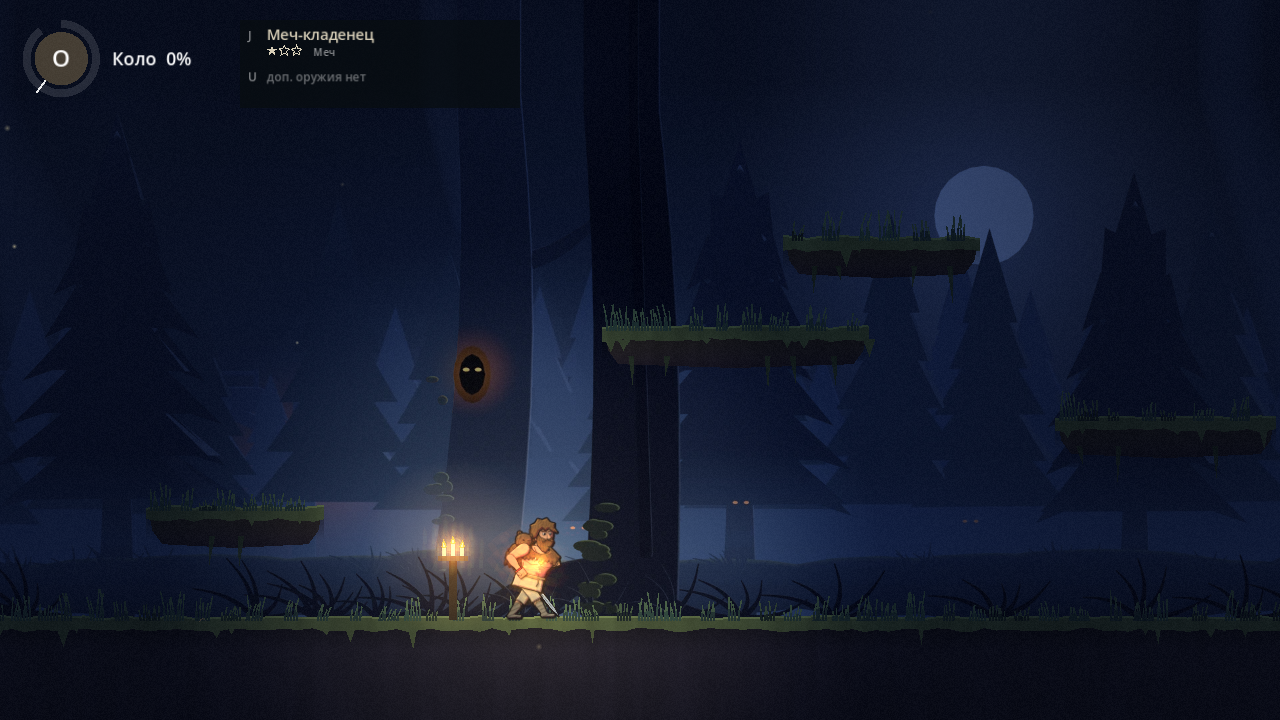 О
Коло 0%
J Меч-кладенец
★☆☆ Меч
U доп. оружия нет